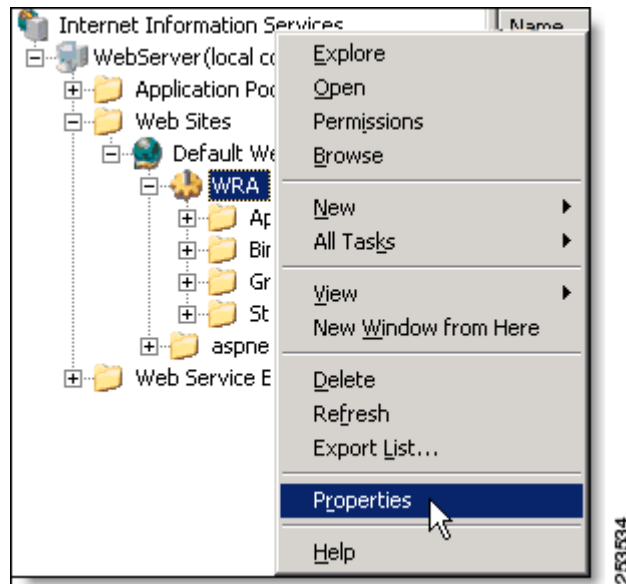 Internet Information Services
Name
WebServer (local co
Application Poo
Web Sites
Default We
WRA
Ap
Bin
Gr
St
aspne
Web Service E
Explore
Open
Permissions
Browse
New
All Tasks
View
New Window from Here
Delete
Refresh
Export List...
Properties
Help
253534